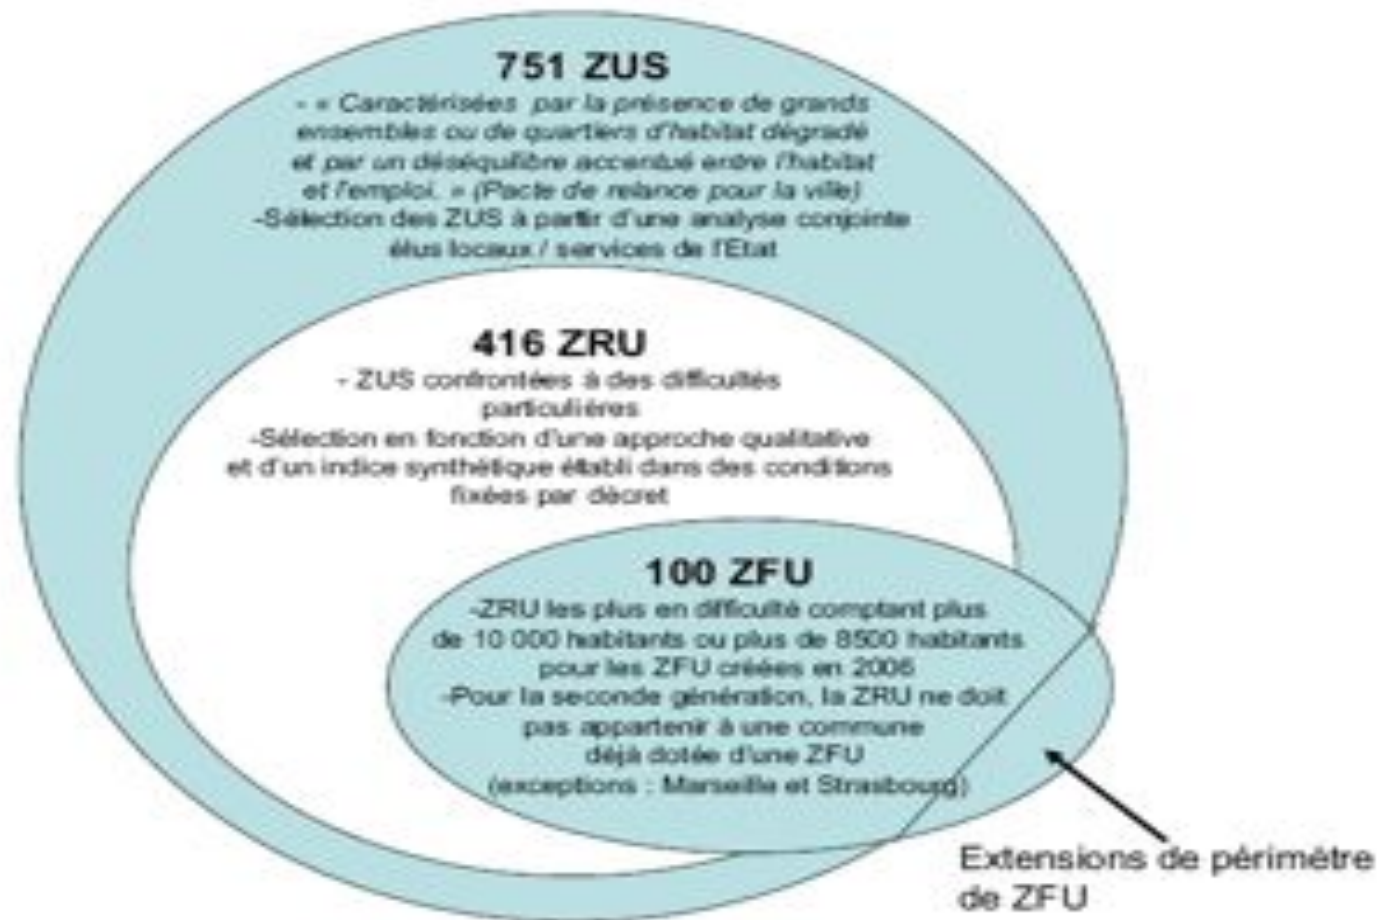 751 ZUS
- « Caractérisées par la présence de grands
ensembles ou de quartiers d'habitat dégradé
et par un déséquilibre accentué entre l'habitat
et l'emploi. » (Pacte de relance pour la ville)
-Sélection des ZUS à partir d'une analyse conjointe
élus locaux / services de l'Etat
416 ZRU
- ZUS confrontées à des difficultés
particulières
-Sélection en fonction d'une approche qualitative
et d'un indice synthétique établi dans des conditions
fixées par décret
100 ZFU
-ZRU les plus en difficulté comptant plus
de 10 000 habitants ou plus de 8500 habitants
pour les ZFU créées en 2006
-Pour la seconde génération, la ZRU ne doit
pas appartenir à une commune
déjà dotée d'une ZFU
(exceptions : Marseille et Strasbourg)
Extensions de périmètre
de ZFU